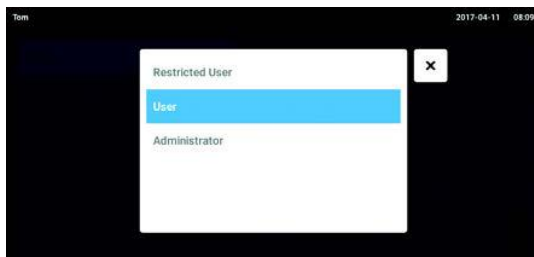 Tom 2017-04-11 08:09
Restricted User
User
Administrator